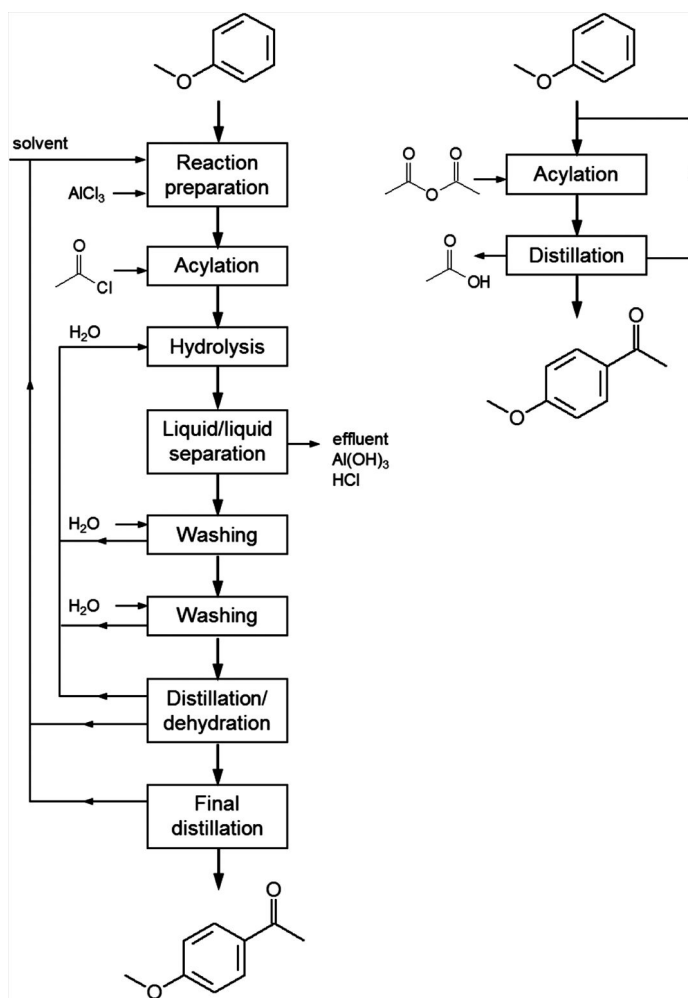 O
solvent
Reaction
preparation
AlCl₃
O
Cl
Acylation
H₂O
Hydrolysis
Liquid/liquid
separation
effluent
Al(OH)₃
HCl
H₂O
Washing
H₂O
Washing
Distillation/
dehydration
Final
distillation
O
O
O
O O
O
Acylation
O
OH
Distillation
O
O